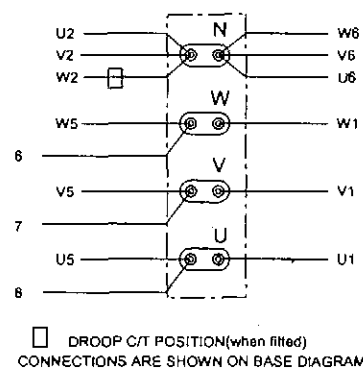 U2 N W6
V2 V6
W2 U6
W
W5 W1
6
V
V5 V1
7
U
U5 U1
8
DROOP C/T POSITION(when fitted)
CONNECTIONS ARE SHOWN ON BASE DIAGRAM